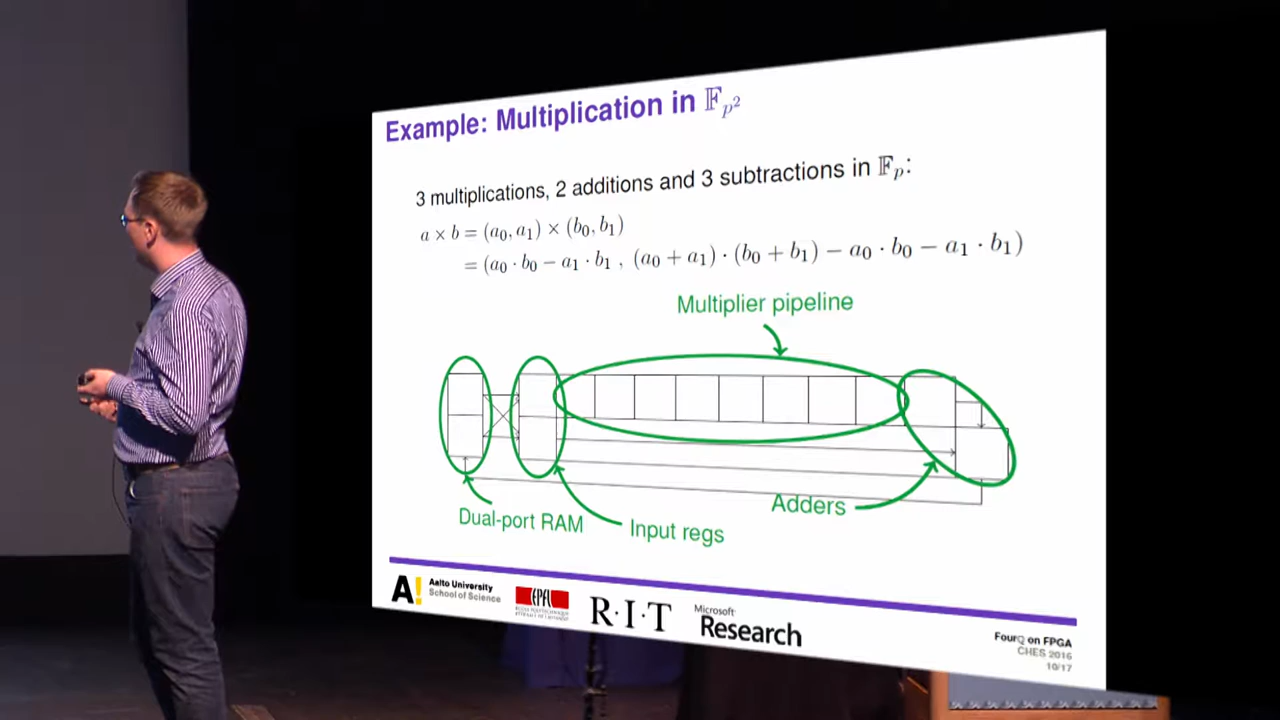 Example: Multiplication in 𝔽ₚ²
3 multiplications, 2 additions and 3 subtractions in 𝔽ₚ:
a × b = (a₀, a₁) × (b₀, b₁)
= (a₀ · b₀ − a₁ · b₁ , (a₀ + a₁) · (b₀ + b₁) − a₀ · b₀ − a₁ · b₁)
Multiplier pipeline
Adders
Dual-port RAM
Input regs
A! Aalto University
School of Science
EPFL
R·I·T
Microsoft
Research
FourQ on FPGA
CHES 2016
10/17